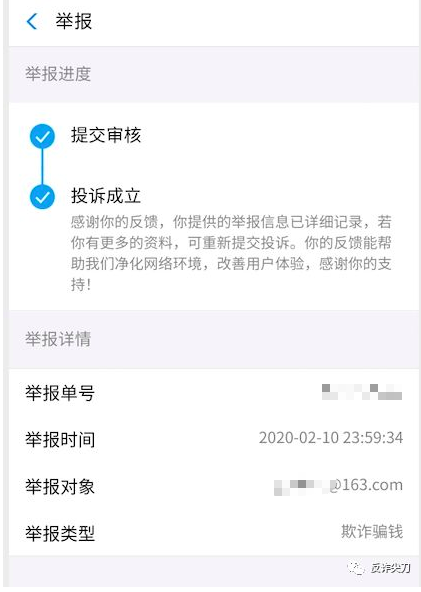 举报
举报进度
提交审核
投诉成立
感谢你的反馈，你提供的举报信息已详细记录，若
你有更多的资料，可重新提交投诉。你的反馈能帮
助我们净化网络环境，改善用户体验，感谢你的支
持！
举报详情
举报单号
举报时间 2020-02-10 23:59:34
举报对象 @163.com
举报类型 欺诈骗钱
反诈尖刀